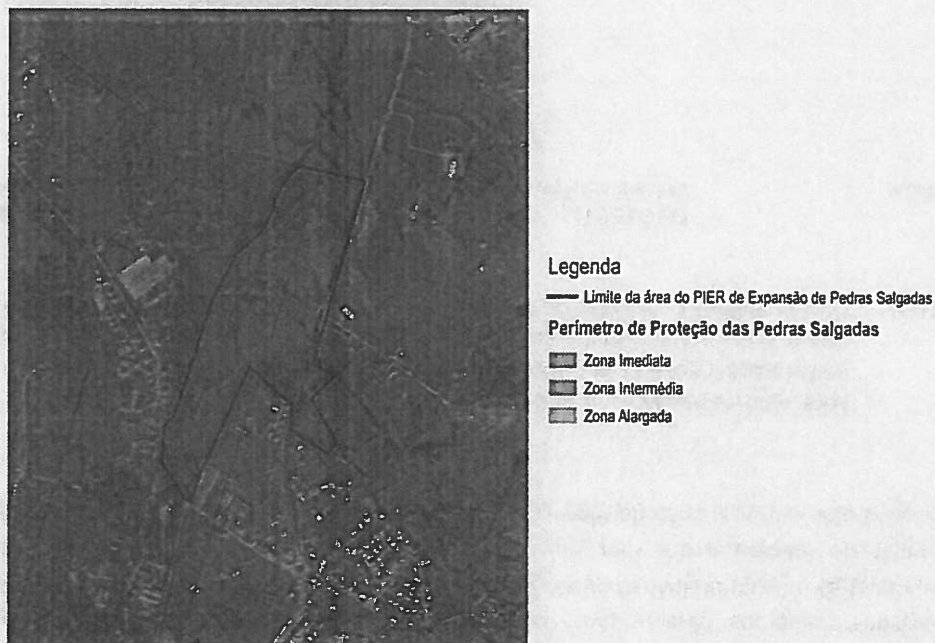 Legenda
Limite da área do PIER de Expansão de Pedras Salgadas
Perímetro de Proteção das Pedras Salgadas
Zona Imediata
Zona Intermédia
Zona Alargada